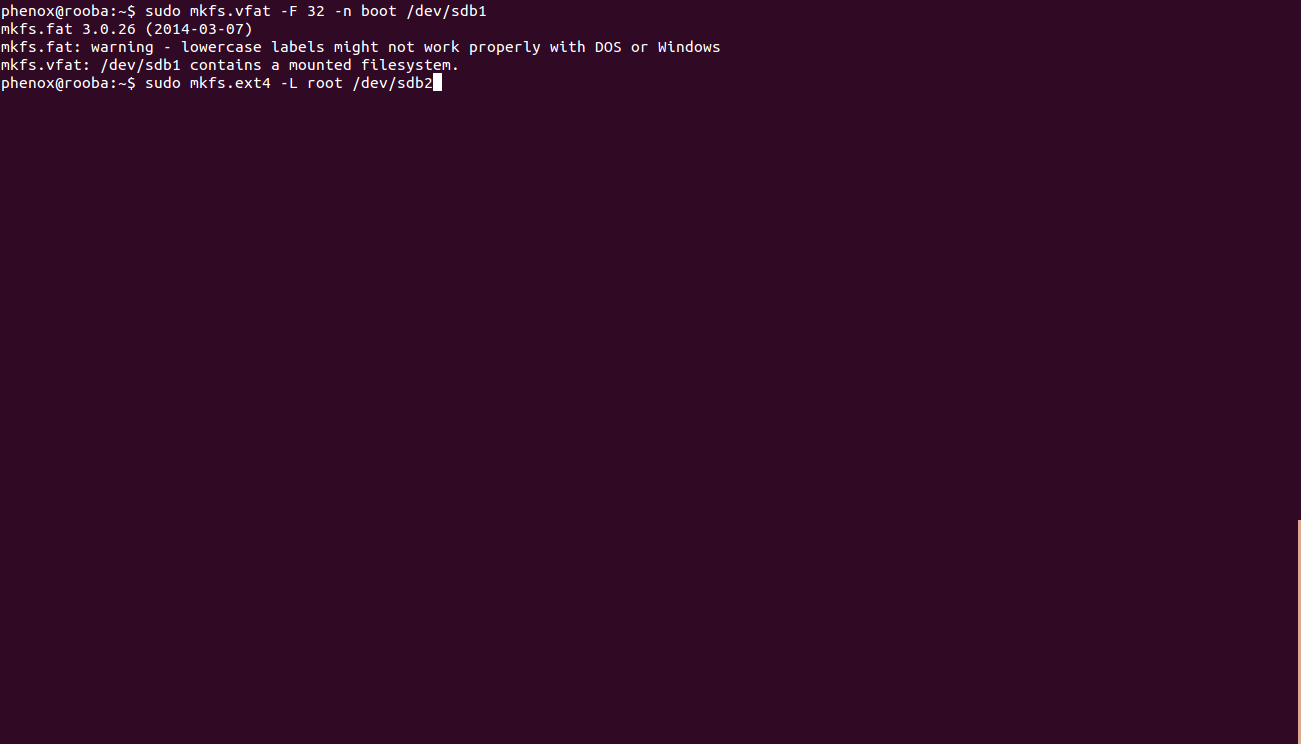 phenox@rooba:~$ sudo mkfs.vfat -F 32 -n boot /dev/sdb1
mkfs.fat 3.0.26 (2014-03-07)
mkfs.fat: warning - lowercase labels might not work properly with DOS or Windows
mkfs.vfat: /dev/sdb1 contains a mounted filesystem.
phenox@rooba:~$ sudo mkfs.ext4 -L root /dev/sdb2